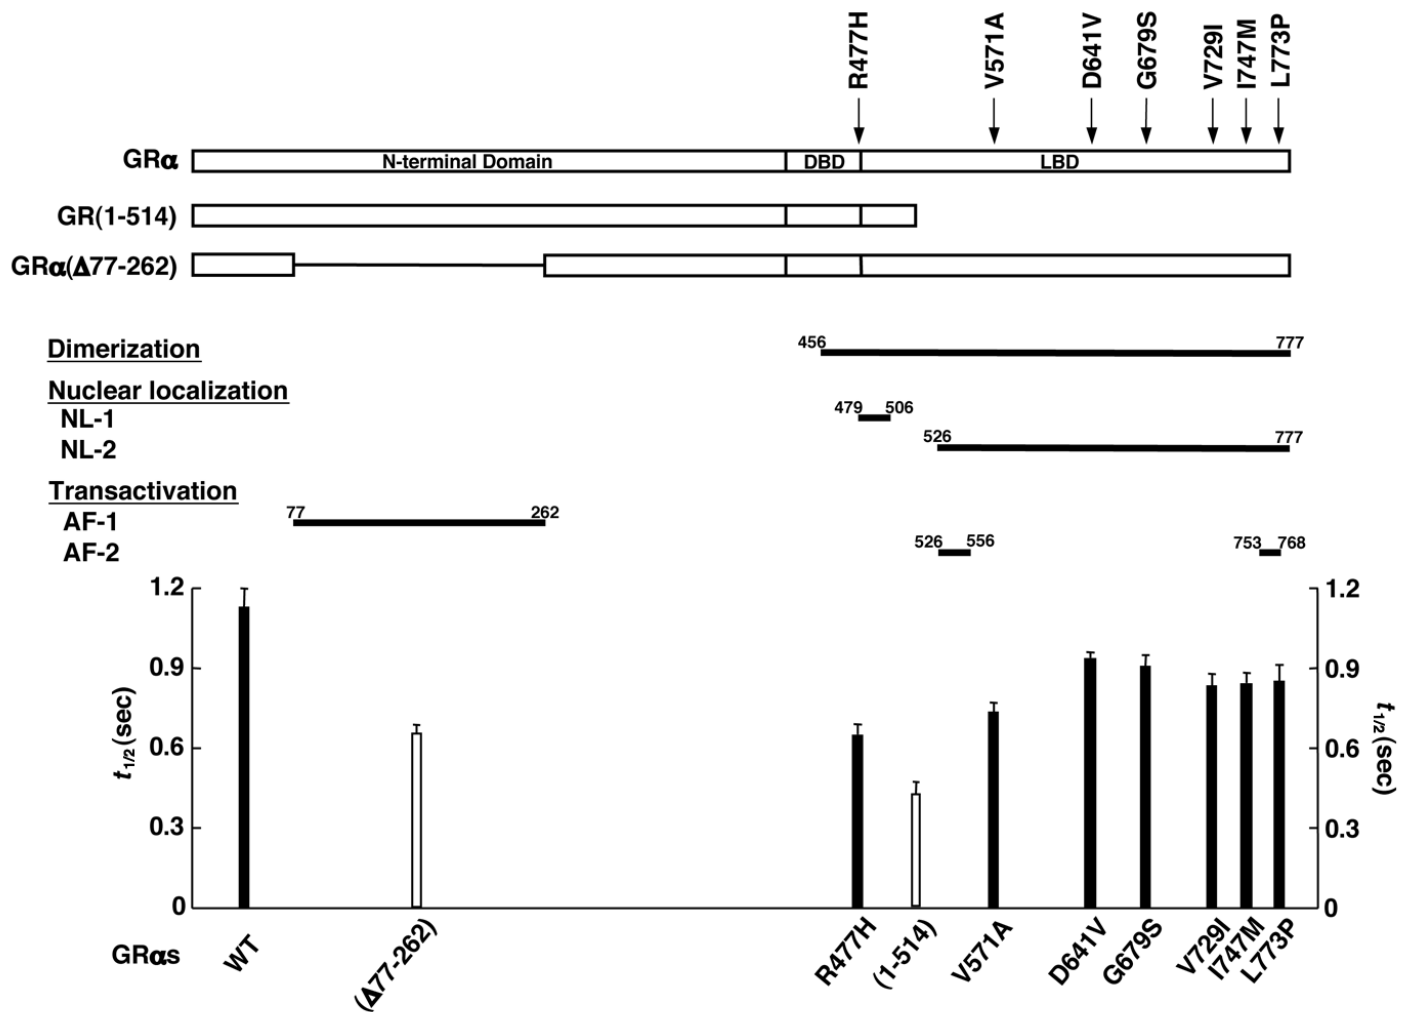 R477H V571A D641V G679S V729I I747M L773P
GRα N-terminal Domain DBD LBD
GR(1-514)
GRα(Δ77-262)
Dimerization 456 777
Nuclear localization
NL-1 479 506
NL-2 526 777
Transactivation
AF-1 77 262
AF-2 526 556 753 768
1.2 1.2
0.9 0.9
t1/2(sec) t1/2(sec)
0.6 0.6
0.3 0.3
0 0
GRαs WT (Δ77-262) R477H (1-514) V571A D641V G679S V729I I747M L773P